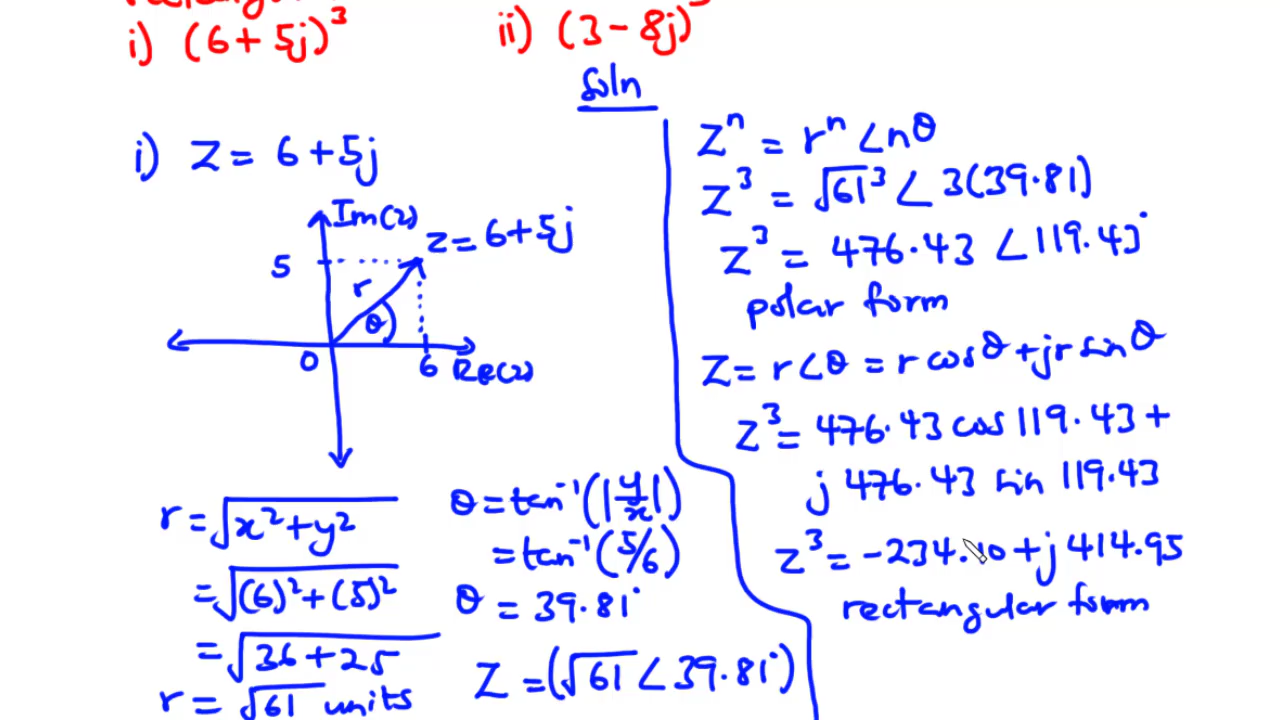 i) (6+5j)³
ii) (3-8j)
Soln
i) Z = 6+5j
Im(z)
z=6+5j
5
r
θ
0
6
Re(z)
r = √x²+y²
= √(6)²+(5)²
= √36+25
r = √61 units
θ = tan⁻¹(|y/x|)
= tan⁻¹(5/6)
θ = 39.81°
Z = (√61 ∠39.81°)
Zⁿ = rⁿ ∠nθ
Z³ = √61³ ∠ 3(39.81)
Z³ = 476.43 ∠119.43°
polar form
Z = r∠θ = r cosθ + jr sinθ
Z³ = 476.43 cos 119.43 +
j 476.43 sin 119.43
Z³ = -234.10 + j 414.95
rectangular form